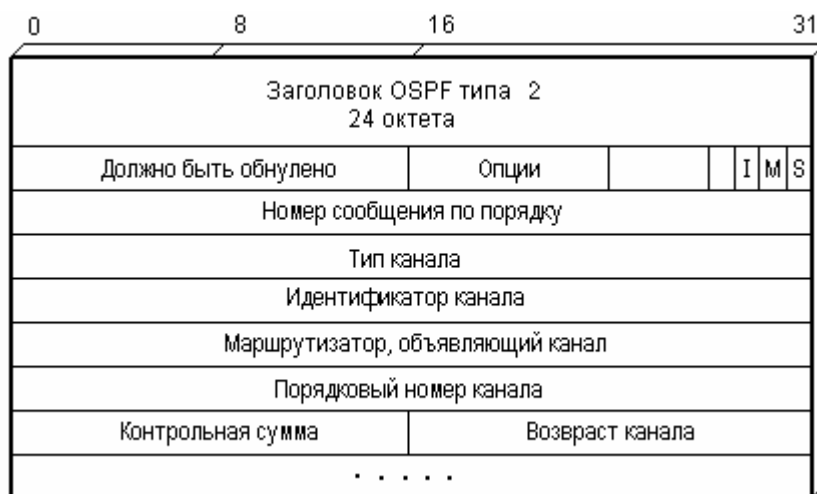 0 8 16 31
Заголовок OSPF типа 2
24 октета
Должно быть обнулено Опции I M S
Номер сообщения по порядку
Тип канала
Идентификатор канала
Маршрутизатор, объявляющий канал
Порядковый номер канала
Контрольная сумма Возвраст канала
. . . . .